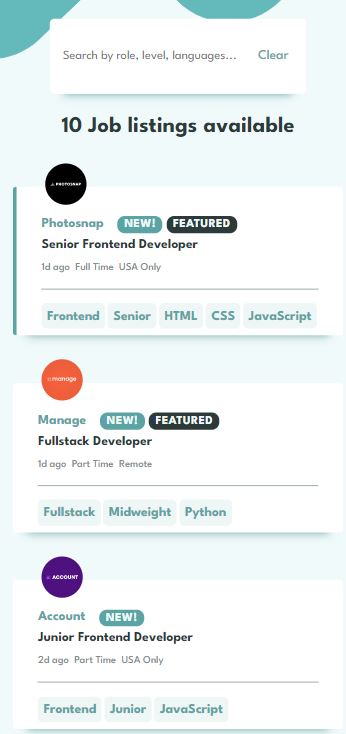 Search by role, level, languages... Clear
10 Job listings available
PHOTOSNAP
Photosnap NEW! FEATURED
Senior Frontend Developer
1d ago Full Time USA Only
Frontend Senior HTML CSS JavaScript
manage
Manage NEW! FEATURED
Fullstack Developer
1d ago Part Time Remote
Fullstack Midweight Python
ACCOUNT
Account NEW!
Junior Frontend Developer
2d ago Part Time USA Only
Frontend Junior JavaScript